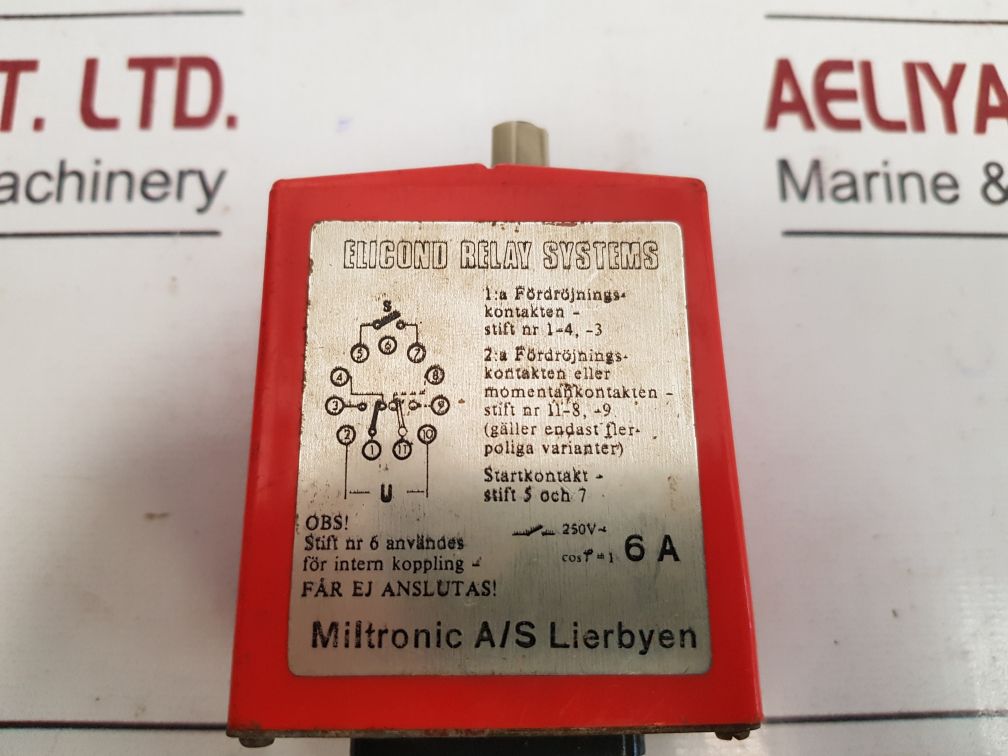 T. LTD.
achinery
AELIYA
Marine &
ELICOND RELAY SYSTEMS
1:a Fördröjnings-
kontakten -
stift nr 1-4, -3
2:a Fördröjnings-
kontakten eller
momentankontakten -
stift nr 11-8, -9
(gäller endast fler-
poliga varianter)
Startkontakt -
stift 5 och 7
S
5 6 7
4 8
3 9
2 1 11 10
U
OBS!
Stift nr 6 användes
för intern koppling -
FÅR EJ ANSLUTAS!
250V~
cos φ = 1 6 A
Miltronic A/S Lierbyen